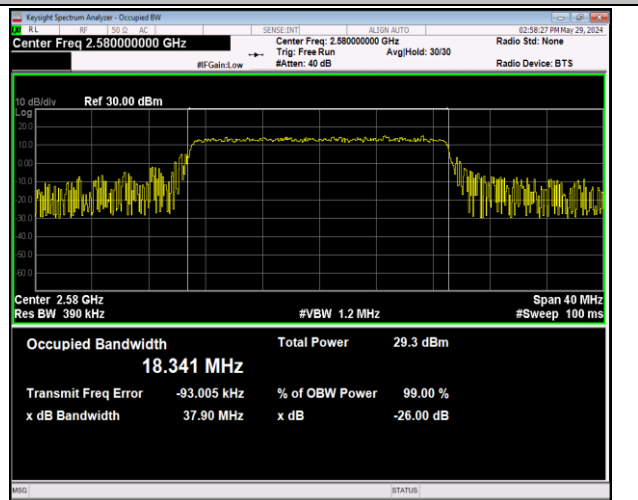 Keysight Spectrum Analyzer - Occupied BW
RL RF 50 Ω AC SENSE:INT ALIGN AUTO 02:58:27 PM May 29, 2024
Center Freq 2.580000000 GHz Center Freq: 2.580000000 GHz Radio Std: None
Trig: Free Run Avg|Hold: 30/30
#IFGain:Low #Atten: 40 dB Radio Device: BTS
10 dB/div Ref 30.00 dBm
Log
20.0
10.0
0.00
-10.0
-20.0
-30.0
-40.0
-50.0
-60.0
Center 2.58 GHz Span 40 MHz
Res BW 390 kHz #VBW 1.2 MHz #Sweep 100 ms
Occupied Bandwidth Total Power 29.3 dBm
18.341 MHz
Transmit Freq Error -93.005 kHz % of OBW Power 99.00 %
x dB Bandwidth 37.90 MHz x dB -26.00 dB
MSG STATUS